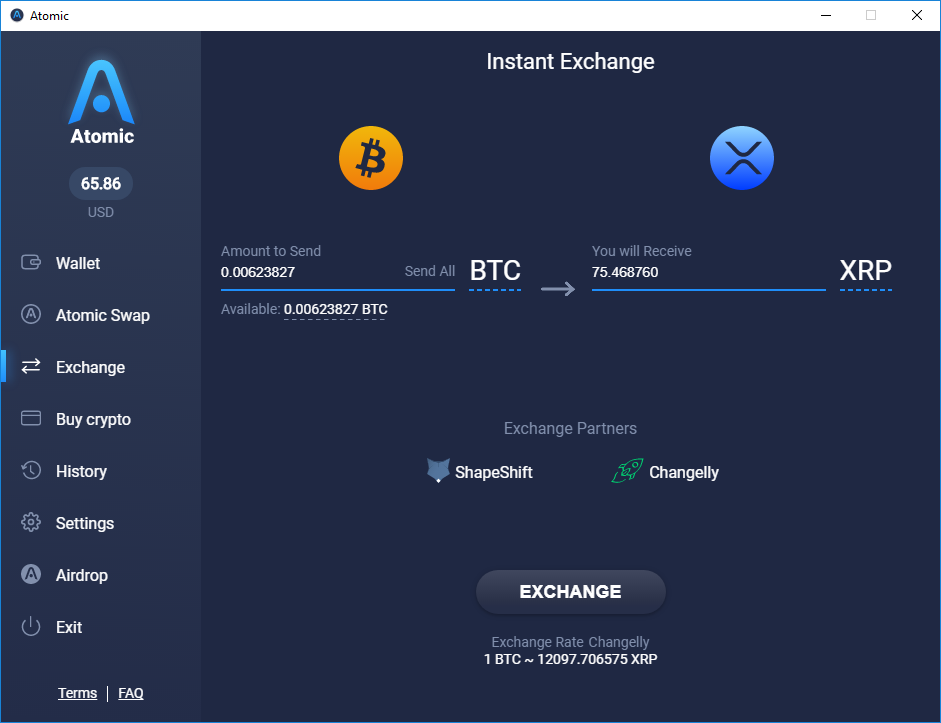 Atomic
Atomic
65.86
USD
Wallet
Atomic Swap
Exchange
Buy crypto
History
Settings
Airdrop
Exit
Terms | FAQ
Instant Exchange
Amount to Send
0.00623827 Send All BTC
Available: 0.00623827 BTC
You will Receive
75.468760 XRP
Exchange Partners
ShapeShift Changelly
EXCHANGE
Exchange Rate Changelly
1 BTC ~ 12097.706575 XRP